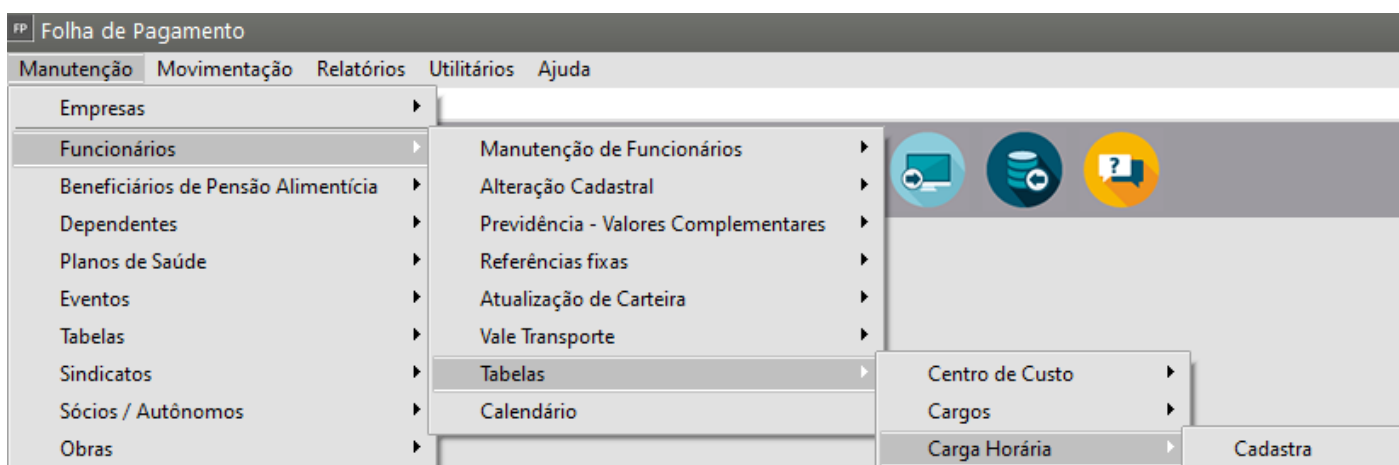 FP Folha de Pagamento
Manutenção Movimentação Relatórios Utilitários Ajuda
Empresas
Funcionários
Beneficiários de Pensão Alimentícia
Dependentes
Planos de Saúde
Eventos
Tabelas
Sindicatos
Sócios / Autônomos
Obras
Manutenção de Funcionários
Alteração Cadastral
Previdência - Valores Complementares
Referências fixas
Atualização de Carteira
Vale Transporte
Tabelas
Calendário
Centro de Custo
Cargos
Carga Horária
Cadastra
?